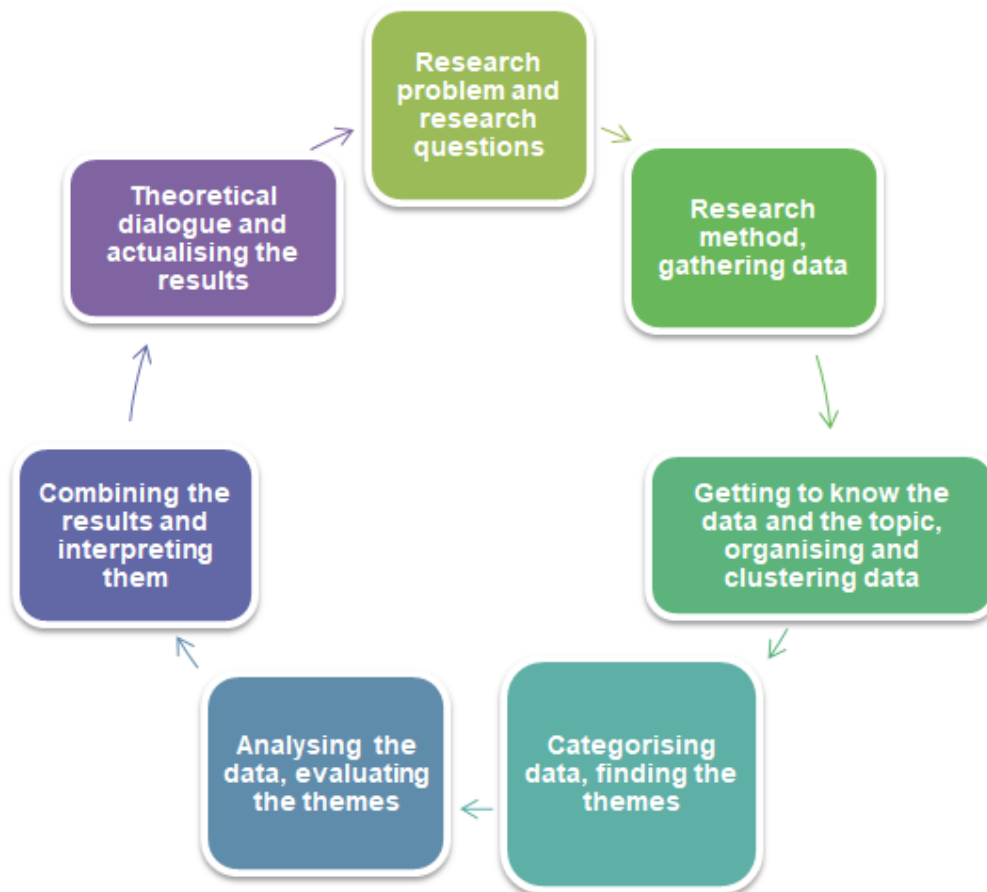 Research
problem and
research
questions
Research
method,
gathering data
Getting to know the
data and the topic,
organising and
clustering data
Categorising
data, finding the
themes
Analysing the
data, evaluating
the themes
Combining the
results and
interpreting
them
Theoretical
dialogue and
actualising the
results